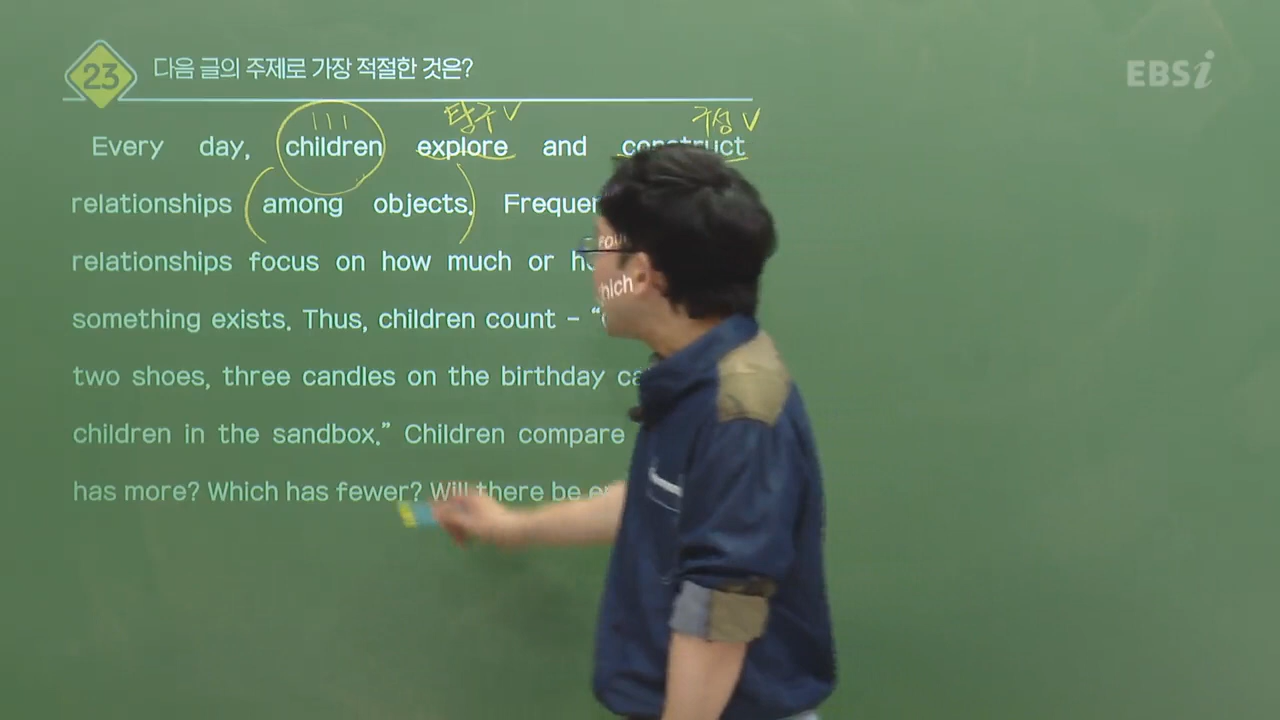 23 다음 글의 주제로 가장 적절한 것은?
EBSi
탐구 V 구성 V
Every day, children explore and construct
relationships among objects.
relationships focus on how much or
something exists. Thus, children count – “
two shoes, three candles on the birthday
children in the sandbox.” Children compare
has more? Which has fewer? Will there be